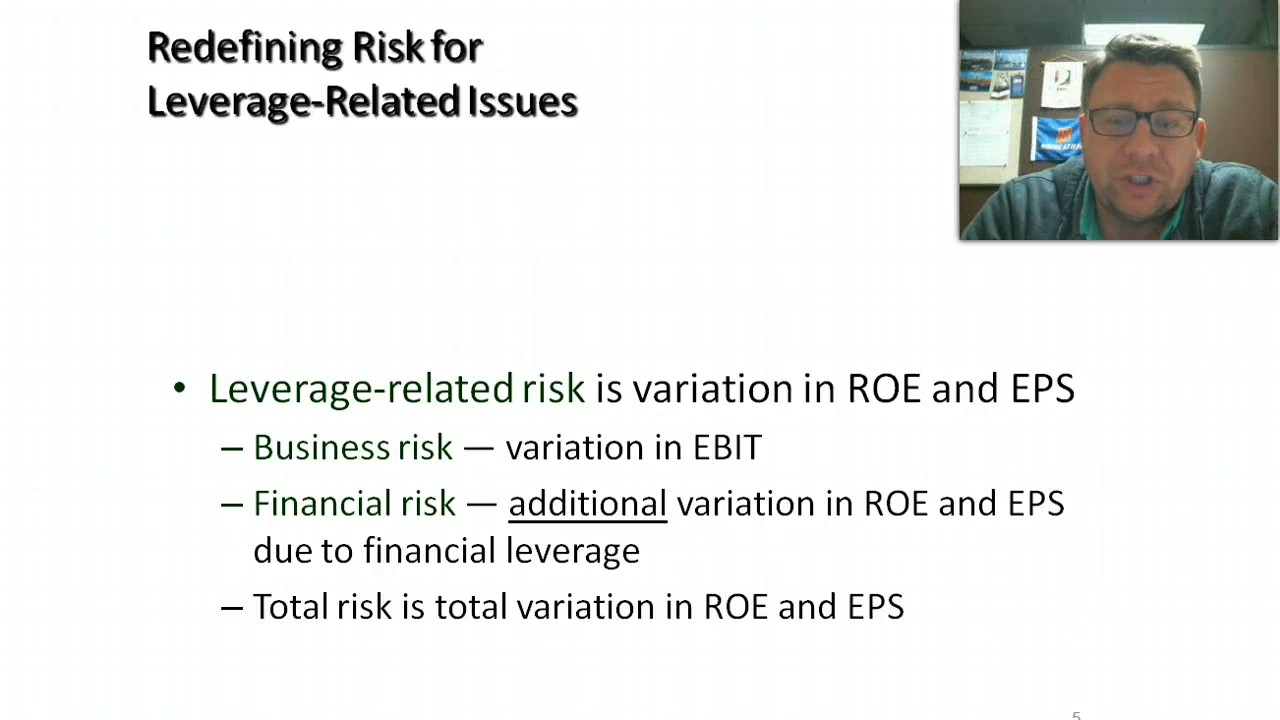 Redefining Risk for
Leverage-Related Issues
• Leverage-related risk is variation in ROE and EPS
– Business risk — variation in EBIT
– Financial risk — additional variation in ROE and EPS
due to financial leverage
– Total risk is total variation in ROE and EPS
5